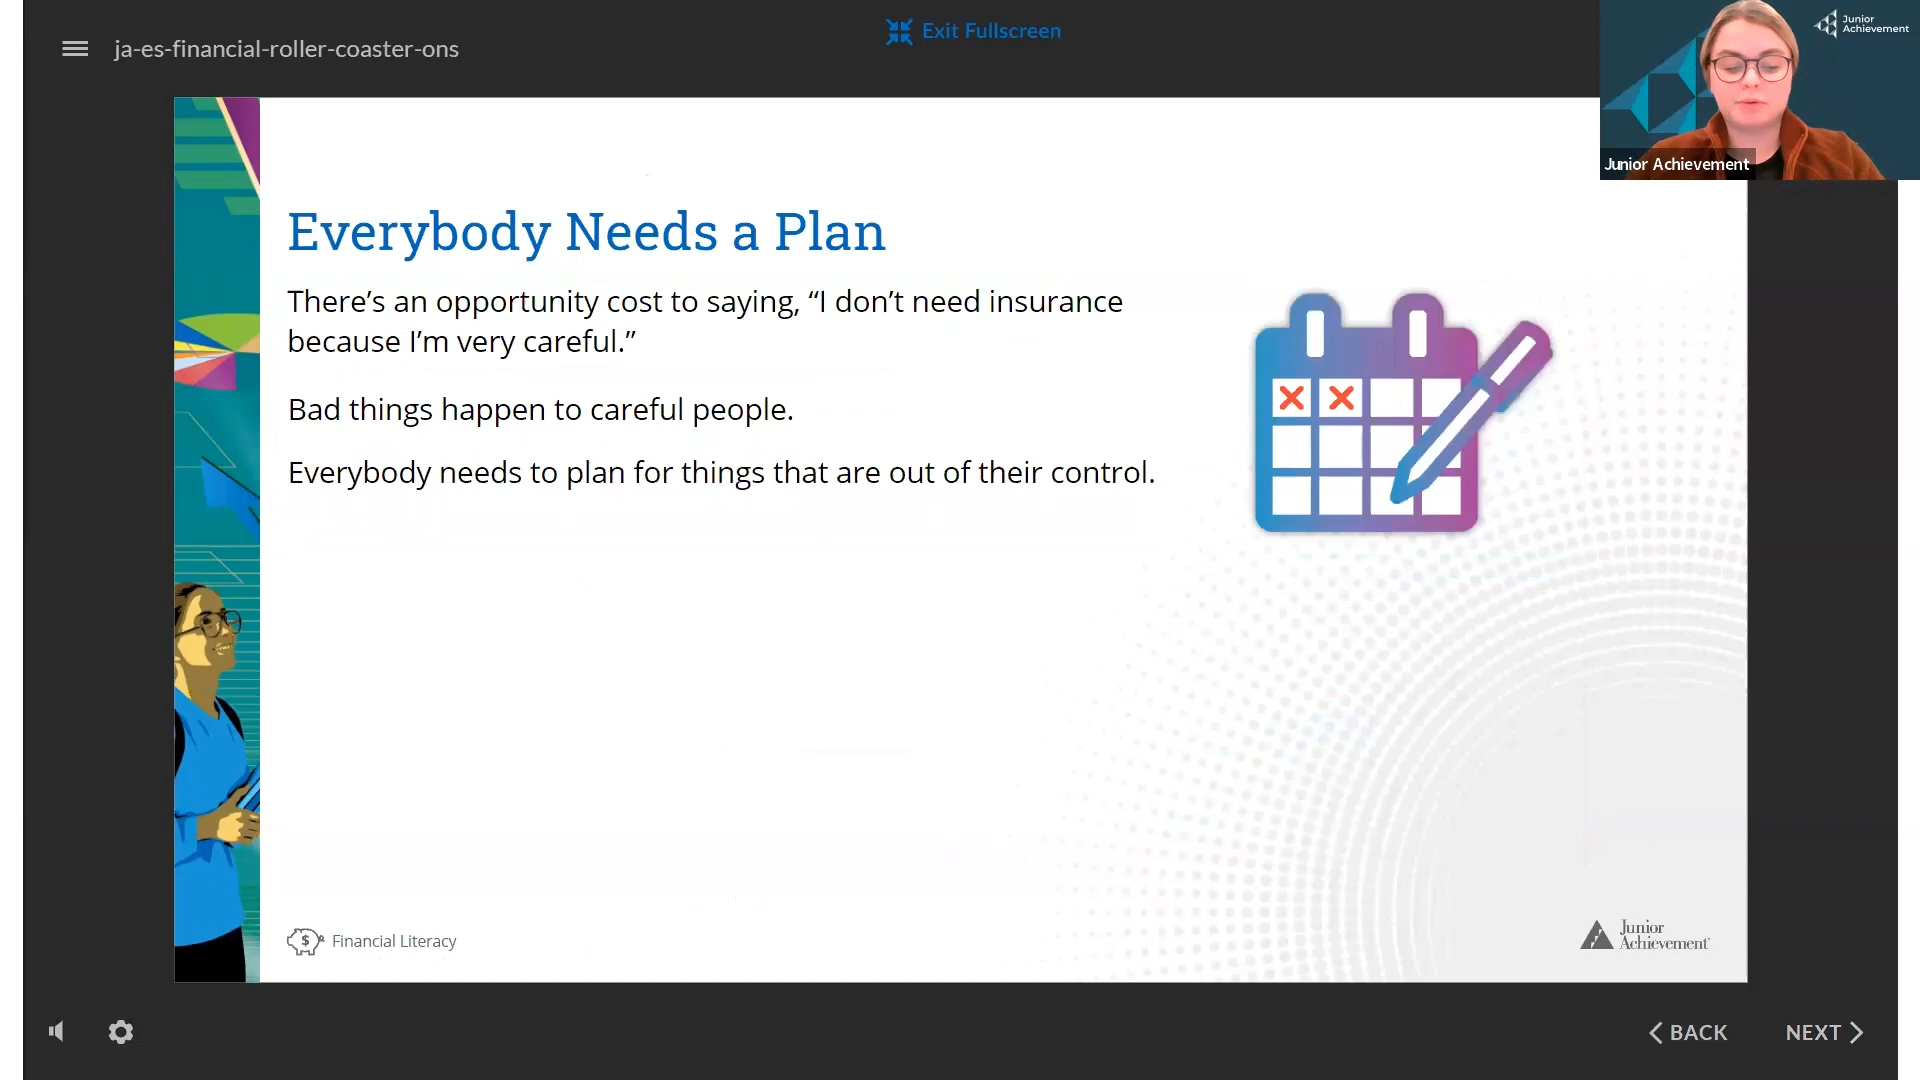 ja-es-financial-roller-coaster-ons
Exit Fullscreen
Junior
Achievement
Junior Achievement
Everybody Needs a Plan
There’s an opportunity cost to saying, “I don’t need insurance
because I’m very careful.”
Bad things happen to careful people.
Everybody needs to plan for things that are out of their control.
$
Financial Literacy
Junior
Achievement
BACK
NEXT